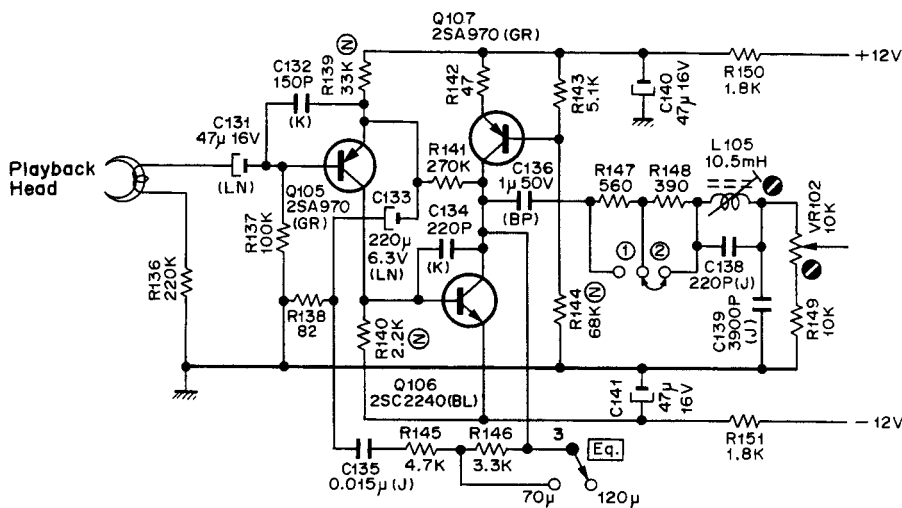 Q107
2SA970 (GR)
+12V
C132
150P
(K)
R139
33K
N
R142
47
R143
5.1K
C140
47μ 16V
R150
1.8K
C131
47μ 16V
(LN)
Playback
Head
Q105
2SA970
(GR)
R141
270K
C136
1μ 50V
(BP)
L105
10.5mH
R147
560
R148
390
VR102
10K
C133
220μ
6.3V
(LN)
C134
220P
(K)
R137
100K
R136
220K
R138
82
R140
2.2K
N
R144
68K
N
1
2
C138
220P(J)
C139
3900P
(J)
R149
10K
Q106
2SC2240(BL)
C141
47μ
16V
-12V
R151
1.8K
C135
0.015μ (J)
R145
4.7K
R146
3.3K
3
Eq.
70μ
120μ